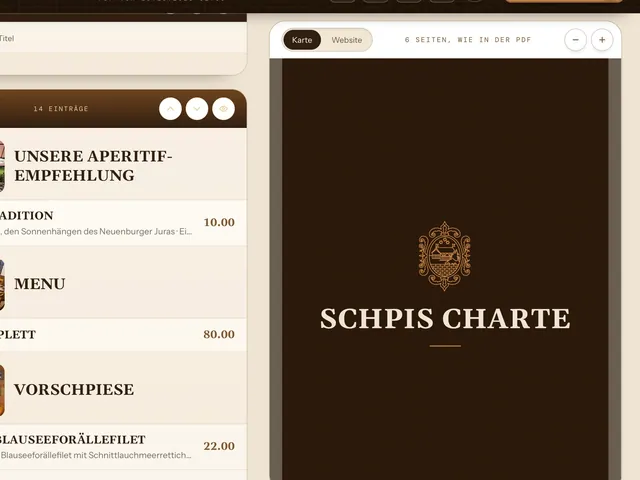 Titel
14 EINTRÄGE
UNSERE APERITIF-
EMPFEHLUNG
ADITION
, den Sonnenhängen des Neuenburger Juras · Ei...
10.00
MENU
PLETT
80.00
VORSCHPIESE
BLAUSEEFORÄLLEFILET
Blauseeforällefilet mit Schnittlauchmeerrettich...
22.00
Karte
Website
6 SEITEN, WIE IN DER PDF
SCHPIS CHARTE